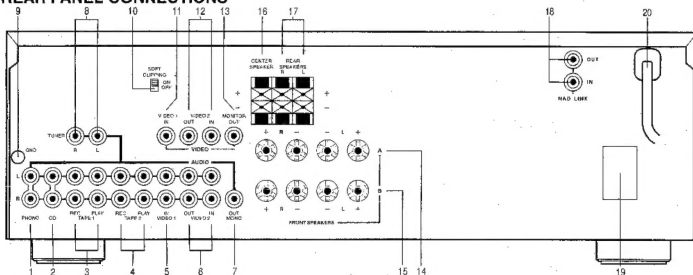 REAR PANEL CONNECTIONS
9 8 10 11 12 13 16 17 18 20
SOFT CLIPPING
ON
OFF
CENTER SPEAKER
REAR SPEAKERS
R L
VIDEO 1 IN
VIDEO 2 OUT IN
MONITOR OUT
VIDEO
+ - + -
OUT
IN
NAD LINK
TUNER
R L
GND
AUDIO
+ R - - L +
A
14
L
R
B
+ R - - L +
FRONT SPEAKERS
PHONO
CD
REC PLAY
TAPE 1
REC PLAY
TAPE 2
IN
VIDEO 1
OUT IN
VIDEO 2
OUT
MONO
1 2 3 4 5 6 7 15 14 19